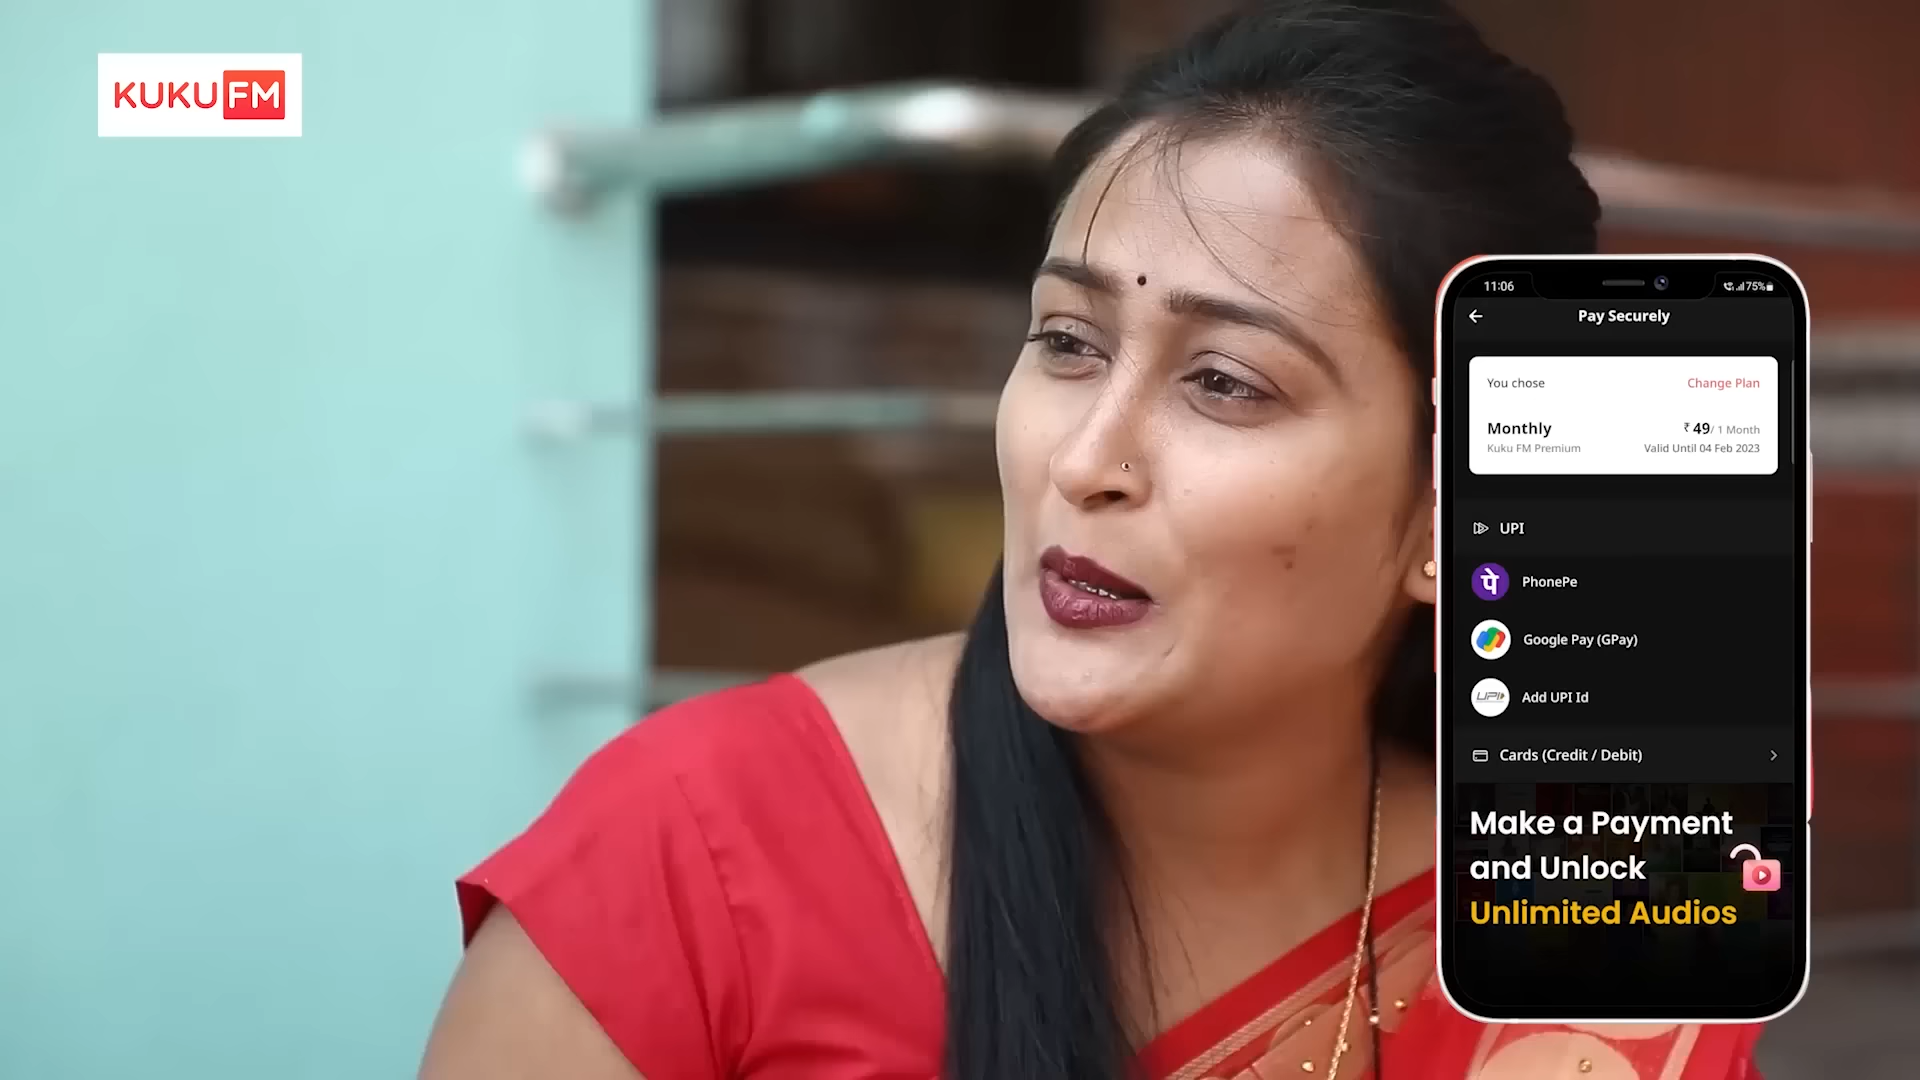 KUKU FM
11:06
75%
Pay Securely
You chose
Change Plan
Monthly
₹ 49/ 1 Month
Kuku FM Premium
Valid Until 04 Feb 2023
UPI
पे
PhonePe
Google Pay (GPay)
UPI
Add UPI Id
Cards (Credit / Debit)
Make a Payment
and Unlock
Unlimited Audios